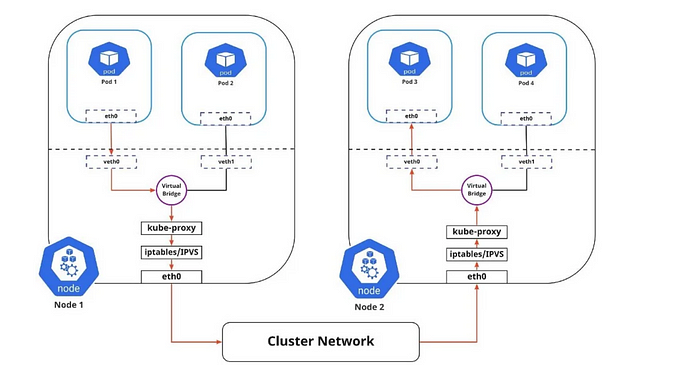 pod
Pod 1
pod
Pod 2
eth0
eth0
veth0
veth1
Virtual
Bridge
kube-proxy
iptables/IPVS
eth0
node
Node 1
pod
Pod 3
pod
Pod 4
eth0
eth0
veth0
veth1
Virtual
Bridge
kube-proxy
iptables/IPVS
eth0
node
Node 2
Cluster Network